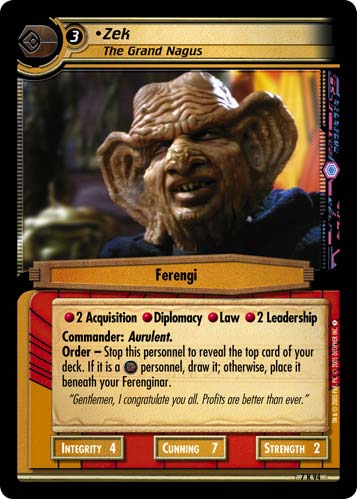 3
•Zek
The Grand Nagus
Ferengi
• 2 Acquisition • Diplomacy • Law • 2 Leadership
Commander: Aurulent.
Order – Stop this personnel to reveal the top card of your
deck. If it is a personnel, draw it; otherwise, place it
beneath your Ferenginar.
"Gentlemen, I congratulate you all. Profits are better than ever."
INTEGRITY 4 CUNNING 7 STRENGTH 2
7 R 94